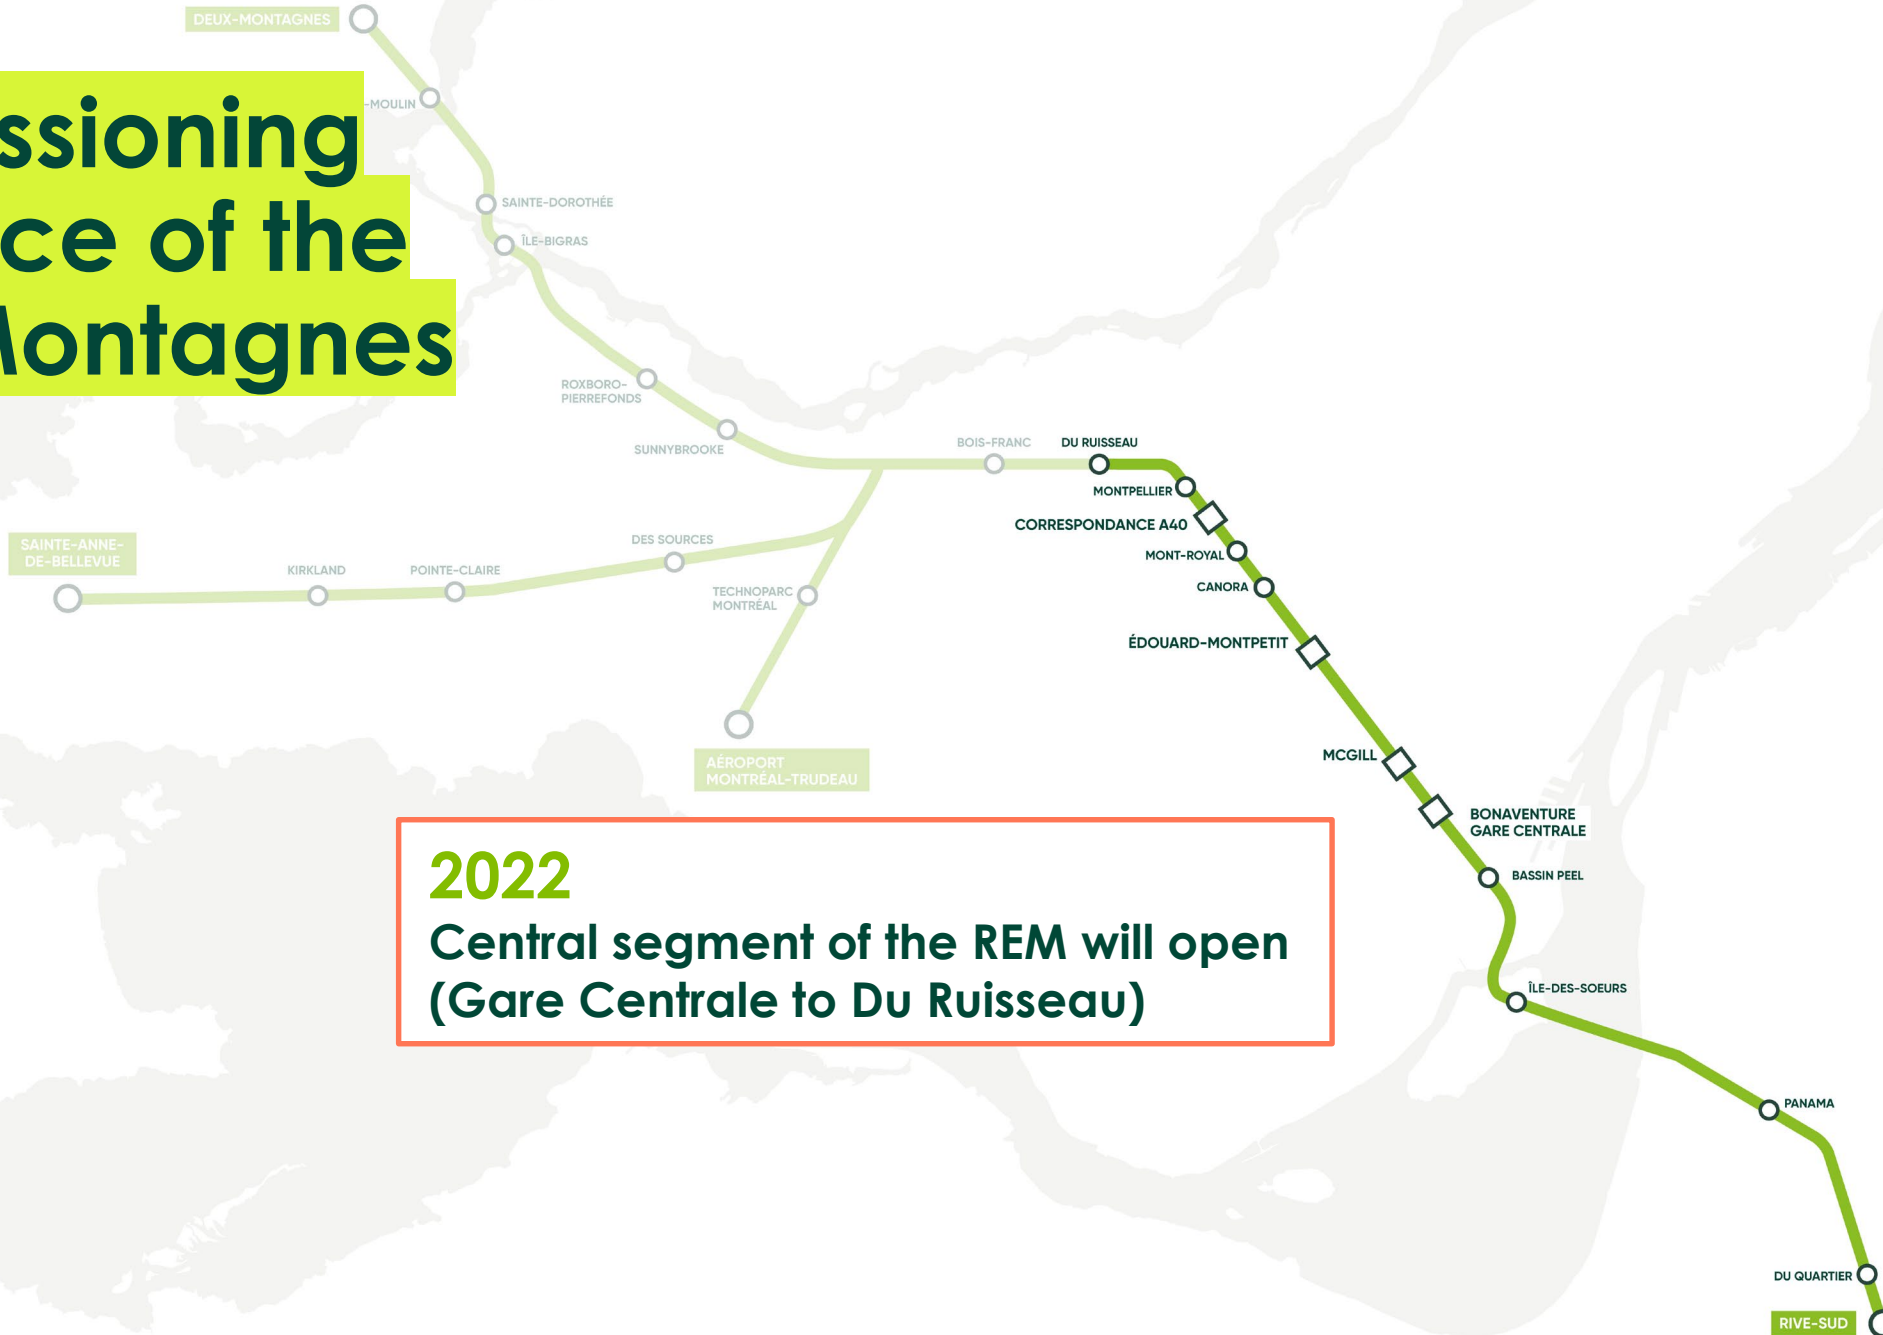 DEUX-MONTAGNES
-MOULIN
ssioning
ce of the
Montagnes
SAINTE-DOROTHÉE
ÎLE-BIGRAS
ROXBORO-
PIERREFONDS
SUNNYBROOKE
BOIS-FRANC
DU RUISSEAU
MONTPELLIER
CORRESPONDANCE A40
MONT-ROYAL
CANORA
ÉDOUARD-MONTPETIT
SAINTE-ANNE-
DE-BELLEVUE
KIRKLAND
POINTE-CLAIRE
DES SOURCES
TECHNOPARC
MONTRÉAL
AÉROPORT
MONTRÉAL-TRUDEAU
MCGILL
BONAVENTURE
GARE CENTRALE
BASSIN PEEL
2022
Central segment of the REM will open
(Gare Centrale to Du Ruisseau)
ÎLE-DES-SOEURS
PANAMA
DU QUARTIER
RIVE-SUD